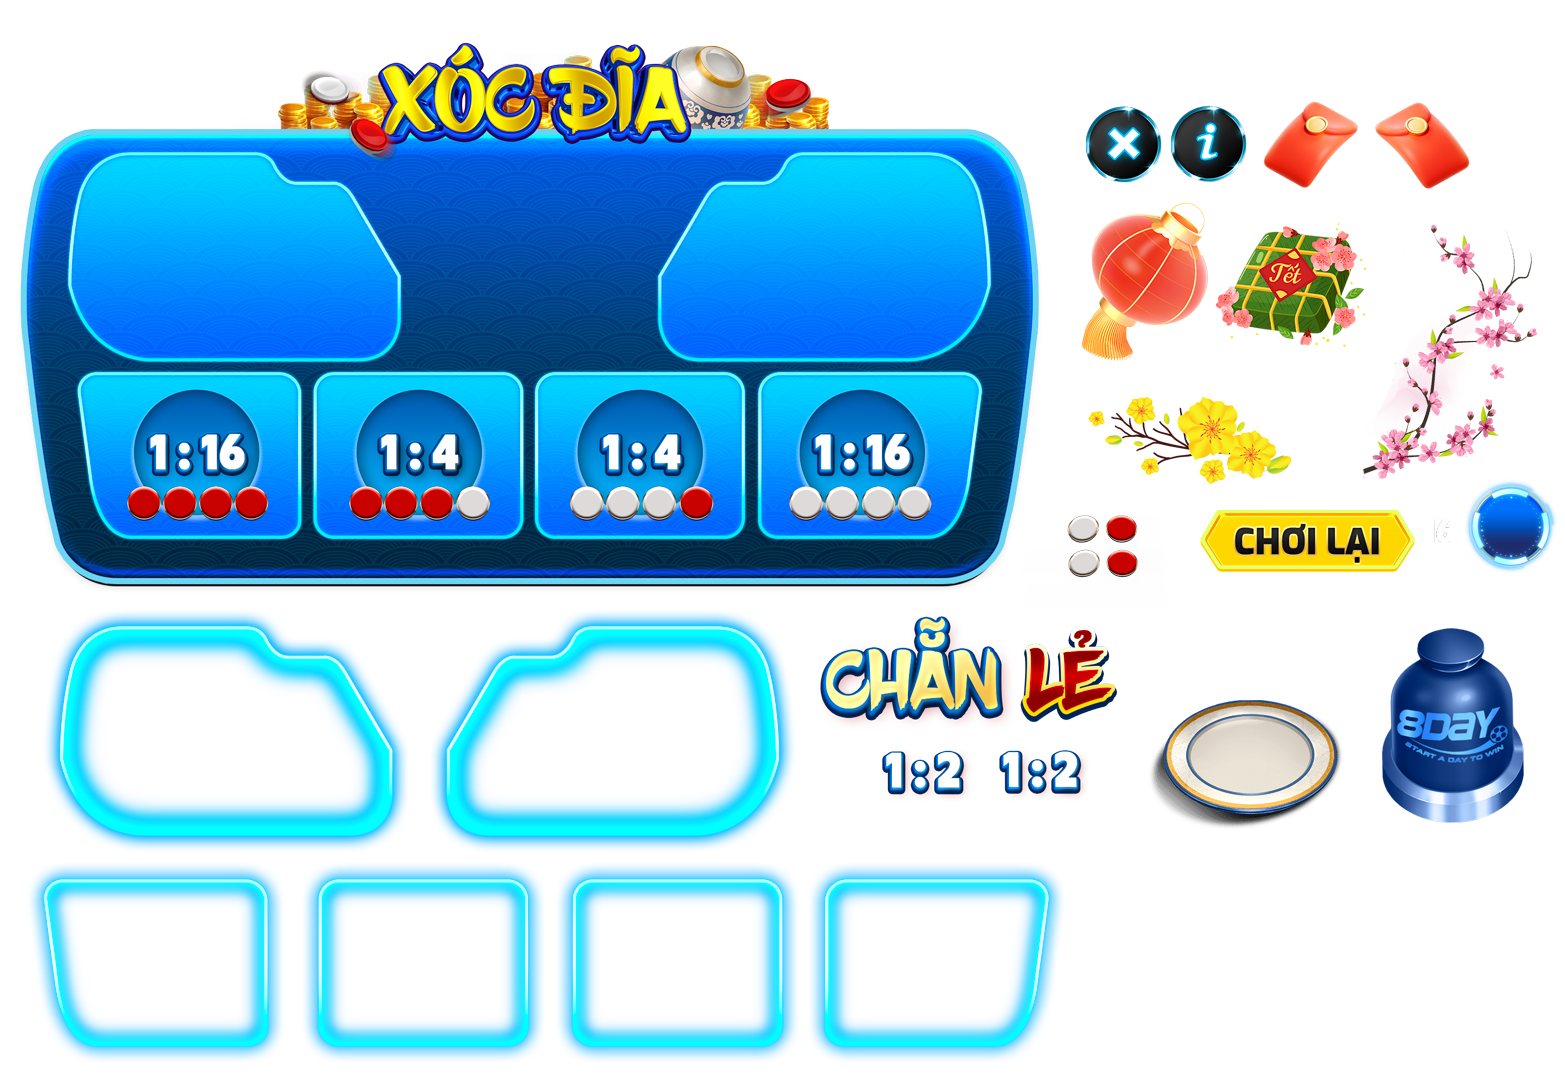 XÓC ĐĨA
1:16
1:4
1:4
1:16
i
Tết
CHƠI LẠI
CHẴN LẺ
1:2 1:2
8DAY
START A DAY TO WIN